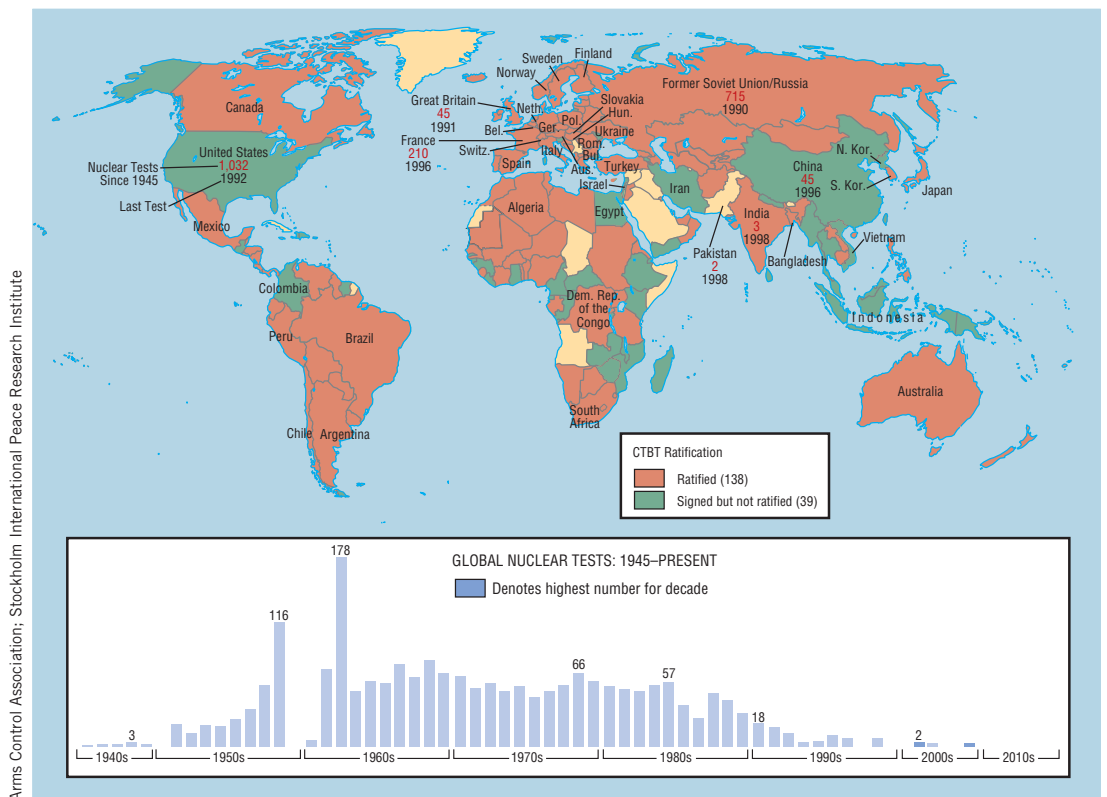 Arms Control Association; Stockholm International Peace Research Institute
Canada
United States
1,032
1992
Nuclear Tests
Since 1945
Last Test
Mexico
Colombia
Peru
Brazil
Chile
Argentina
Sweden
Finland
Norway
Great Britain
45
1991
Neth.
Bel.
Ger.
Pol.
Slovakia
Hun.
Ukraine
Rom.
Bul.
France
210
1996
Switz.
Italy
Aus.
Spain
Turkey
Israel
Iran
Former Soviet Union/Russia
715
1990
Algeria
Egypt
Dem. Rep.
of the
Congo
South
Africa
China
45
1996
N. Kor.
S. Kor.
Japan
India
3
1998
Pakistan
2
1998
Bangladesh
Vietnam
Indonesia
Australia
CTBT Ratification
Ratified (138)
Signed but not ratified (39)
GLOBAL NUCLEAR TESTS: 1945–PRESENT
Denotes highest number for decade
3
116
178
66
57
18
2
1940s 1950s 1960s 1970s 1980s 1990s 2000s 2010s